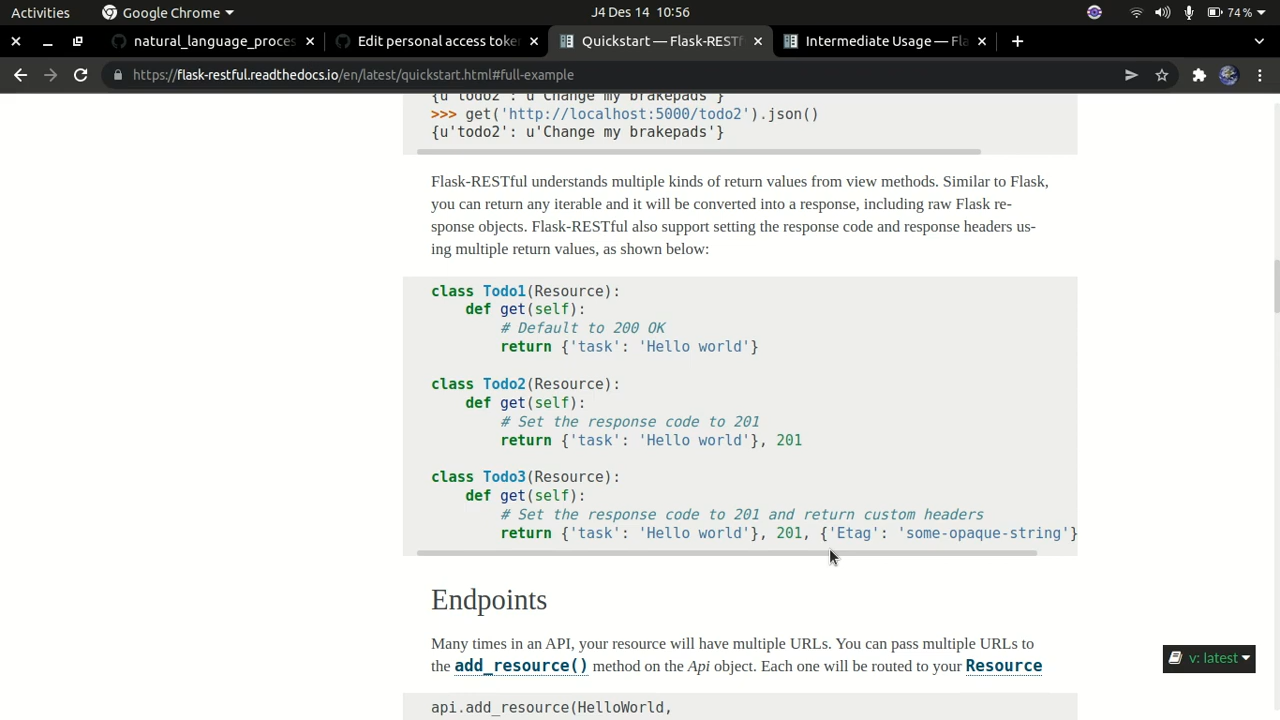 Activities Google Chrome J4 Des 14 10:56 74 %
natural_language_proces Edit personal access toke Quickstart — Flask-RESTf Intermediate Usage — Fla
https://flask-restful.readthedocs.io/en/latest/quickstart.html#full-example
{u'todo2': u'Change my brakepads'}
>>> get('http://localhost:5000/todo2').json()
{u'todo2': u'Change my brakepads'}
Flask-RESTful understands multiple kinds of return values from view methods. Similar to Flask,
you can return any iterable and it will be converted into a response, including raw Flask re-
sponse objects. Flask-RESTful also support setting the response code and response headers us-
ing multiple return values, as shown below:
class Todo1(Resource):
def get(self):
# Default to 200 OK
return {'task': 'Hello world'}
class Todo2(Resource):
def get(self):
# Set the response code to 201
return {'task': 'Hello world'}, 201
class Todo3(Resource):
def get(self):
# Set the response code to 201 and return custom headers
return {'task': 'Hello world'}, 201, {'Etag': 'some-opaque-string'}
Endpoints
Many times in an API, your resource will have multiple URLs. You can pass multiple URLs to
the add_resource() method on the Api object. Each one will be routed to your Resource
v: latest
api.add_resource(HelloWorld,